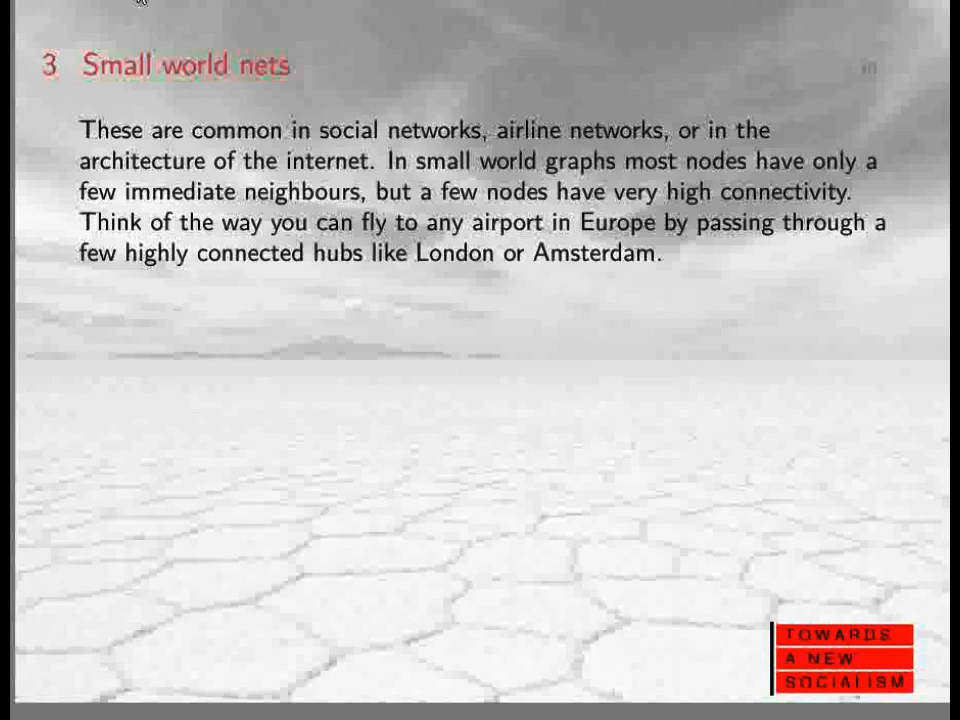 3 Small world nets
These are common in social networks, airline networks, or in the
architecture of the internet. In small world graphs most nodes have only a
few immediate neighbours, but a few nodes have very high connectivity.
Think of the way you can fly to any airport in Europe by passing through a
few highly connected hubs like London or Amsterdam.
TOWARDS
A NEW
SOCIALISM